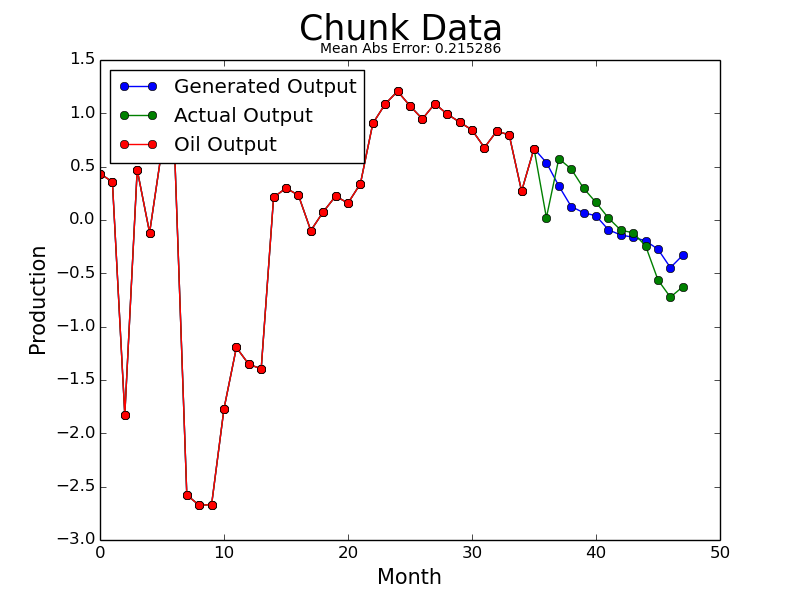 Chunk Data
Mean Abs Error: 0.215286
Generated Output
Actual Output
Oil Output
1.5
1.0
0.5
0.0
−0.5
−1.0
−1.5
−2.0
−2.5
−3.0
Production
0 10 20 30 40 50
Month